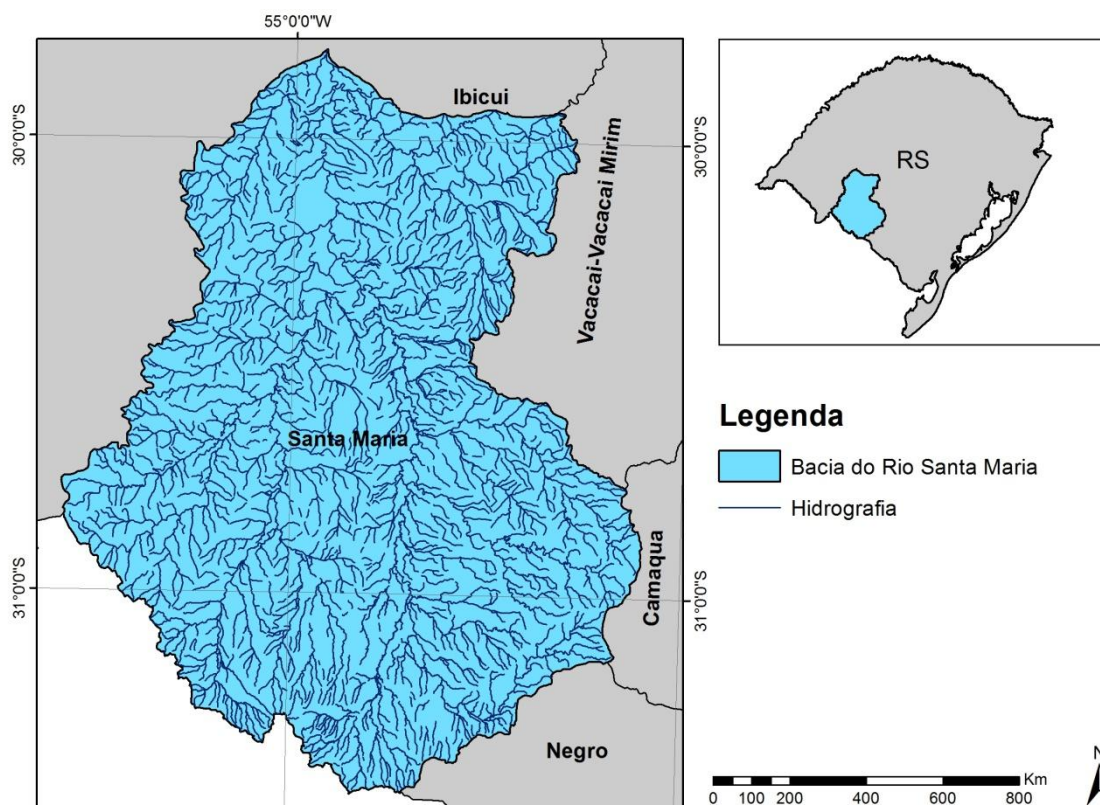 55°0'0"W
Ibicui
30°0'0"S
Vacacai-Vacacai Mirim
30°0'0"S
RS
Santa Maria
Legenda
Bacia do Rio Santa Maria
Hidrografia
31°0'0"S
Camaqua
31°0'0"S
Negro
N
Km
0 100 200 400 600 800